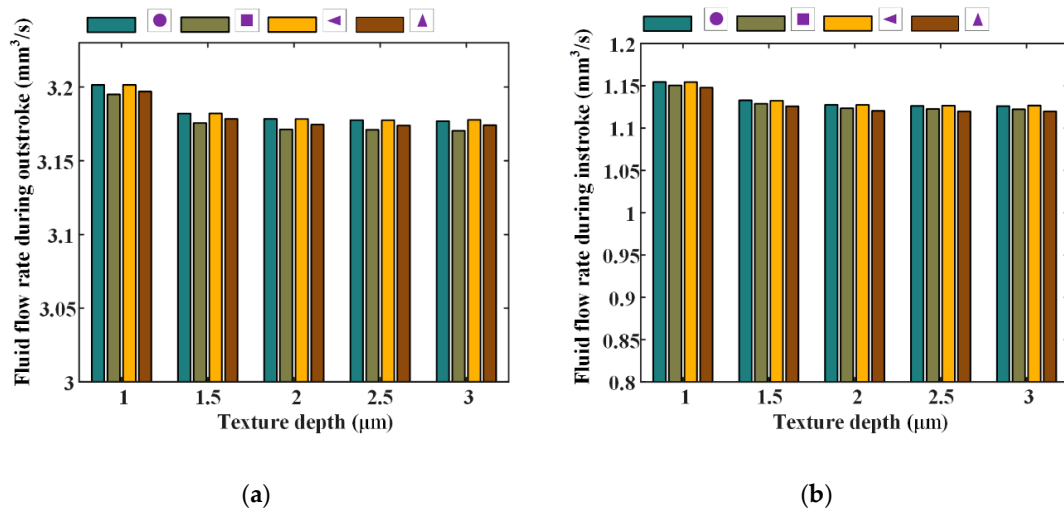 Fluid flow rate during outstroke (mm³/s)
3.2
3.15
3.1
3.05
3
1 1.5 2 2.5 3
Texture depth (μm)
(a)
Fluid flow rate during instroke (mm³/s)
1.2
1.15
1.1
1.05
1
0.95
0.9
0.85
0.8
1 1.5 2 2.5 3
Texture depth (μm)
(b)